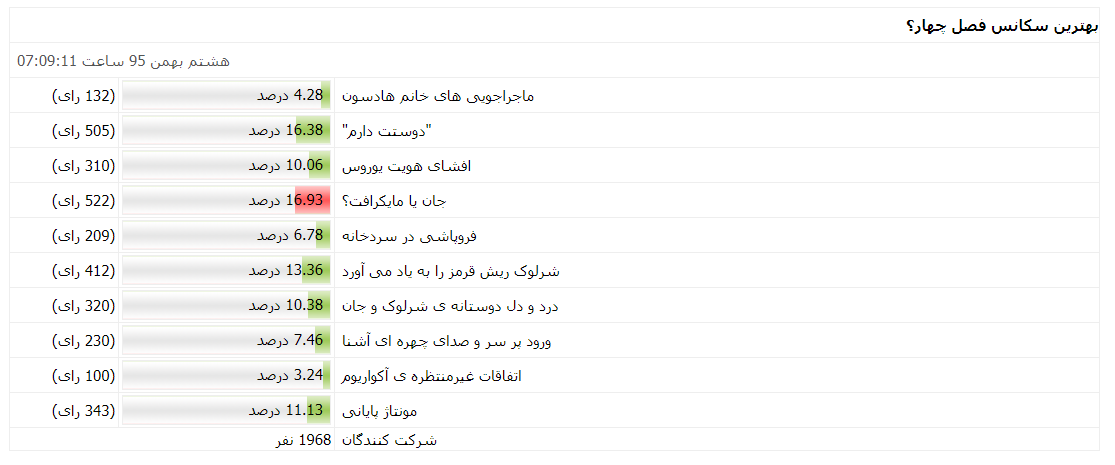 بهترین سکانس فصل چهار؟
هشتم بهمن 95 ساعت 07:09:11
ماجراجویی های خانم هادسون 4.28 درصد (132 رای)
"دوستت دارم" 16.38 درصد (505 رای)
افشای هویت یوروس 10.06 درصد (310 رای)
جان یا مایکرافت؟ 16.93 درصد (522 رای)
فروپاشی در سردخانه 6.78 درصد (209 رای)
شرلوک ریش قرمز را به یاد می آورد 13.36 درصد (412 رای)
درد و دل دوستانه ی شرلوک و جان 10.38 درصد (320 رای)
ورود پر سر و صدای چهره ای آشنا 7.46 درصد (230 رای)
اتفاقات غیرمنتظره ی آکواریوم 3.24 درصد (100 رای)
مونتاژ پایانی 11.13 درصد (343 رای)
شرکت کنندگان 1968 نفر